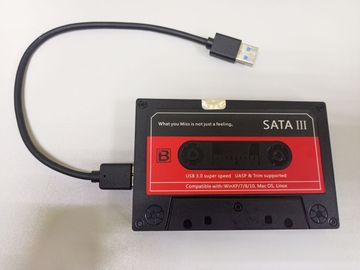 What you Miss is not just a feeling,
SATA III
B
USB 3.0 super speed UASP & Trim supported
Compatible with:WinXP/7/8/10, Mac OS, Linux